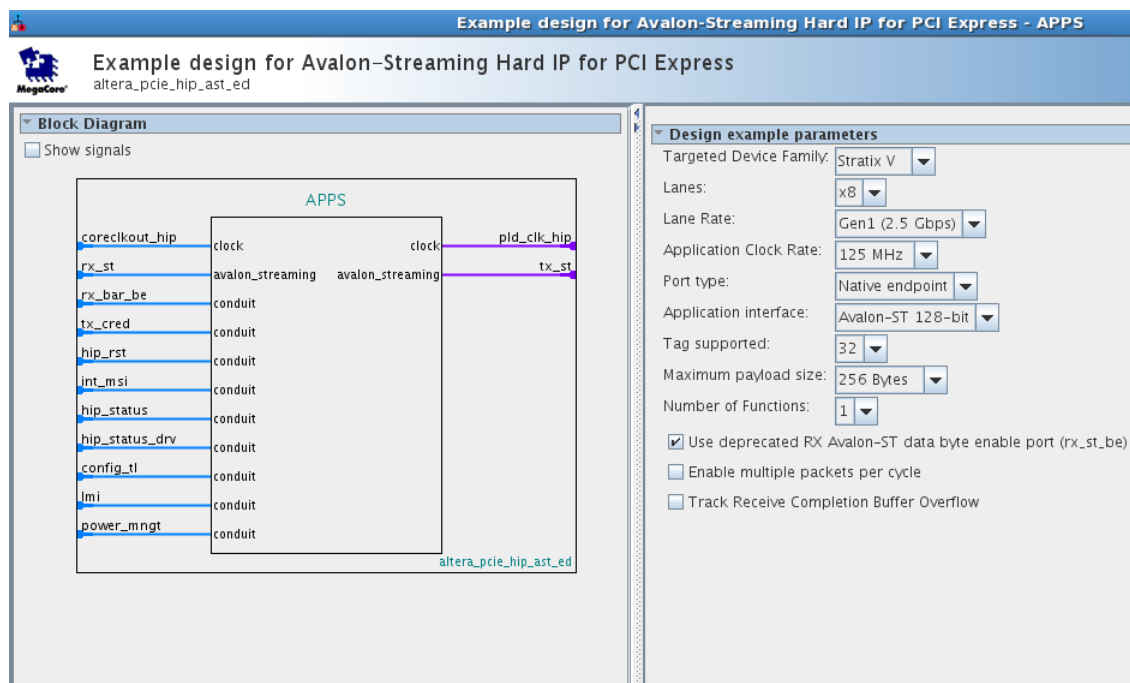 Example design for Avalon-Streaming Hard IP for PCI Express - APPS
Example design for Avalon-Streaming Hard IP for PCI Express
altera_pcie_hip_ast_ed
MegaCore®
Block Diagram
Show signals
APPS
coreclkout_hip
clock
clock
pld_clk_hip
rx_st
avalon_streaming
avalon_streaming
tx_st
rx_bar_be
conduit
tx_cred
conduit
hip_rst
conduit
int_msi
conduit
hip_status
conduit
hip_status_drv
conduit
config_tl
conduit
lmi
conduit
power_mngt
conduit
altera_pcie_hip_ast_ed
Design example parameters
Targeted Device Family: Stratix V
Lanes: x8
Lane Rate: Gen1 (2.5 Gbps)
Application Clock Rate: 125 MHz
Port type: Native endpoint
Application interface: Avalon-ST 128-bit
Tag supported: 32
Maximum payload size: 256 Bytes
Number of Functions: 1
Use deprecated RX Avalon-ST data byte enable port (rx_st_be)
Enable multiple packets per cycle
Track Receive Completion Buffer Overflow